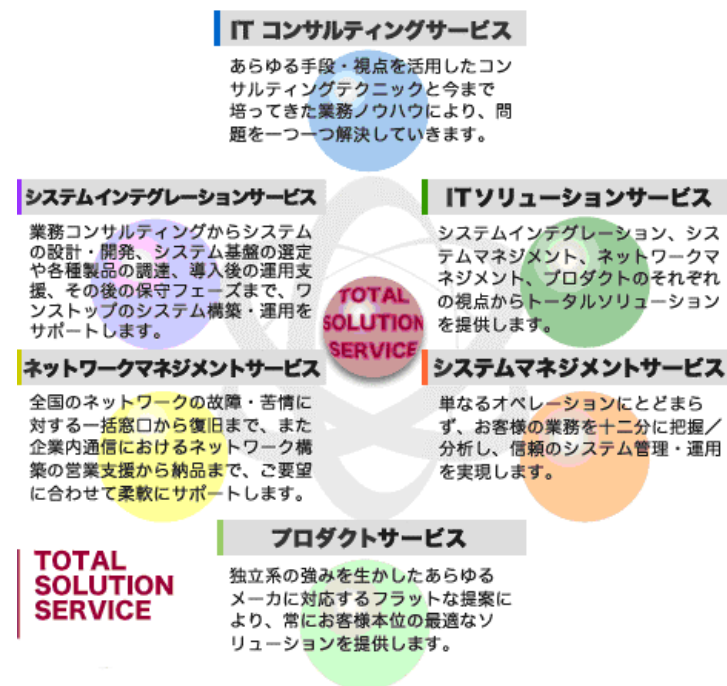 IT コンサルティングサービス
あらゆる手段・視点を活用したコン
サルティングテクニックと今まで
培ってきた業務ノウハウにより、問
題を一つ一つ解決していきます。
システムインテグレーションサービス
業務コンサルティングからシステム
の設計・開発、システム基盤の選定
や各種製品の調達、導入後の運用支
援、その後の保守フェーズまで、ワ
ンストップのシステム構築・運用を
サポートします。
ITソリューションサービス
システムインテグレーション、シス
テムマネジメント、ネットワークマ
ネジメント、プロダクトのそれぞれ
の視点からトータルソリューション
を提供します。
TOTAL
SOLUTION
SERVICE
ネットワークマネジメントサービス
全国のネットワークの故障・苦情に
対する一括窓口から復旧まで、また
企業内通信におけるネットワーク構
築の営業支援から納品まで、ご要望
に合わせて柔軟にサポートします。
システムマネジメントサービス
単なるオペレーションにとどまら
ず、お客様の業務を十二分に把握／
分析し、信頼のシステム管理・運用
を実現します。
プロダクトサービス
独立系の強みを生かしたあらゆる
メーカに対応するフラットな提案に
より、常にお客様本位の最適なソ
リューションを提供します。
TOTAL
SOLUTION
SERVICE